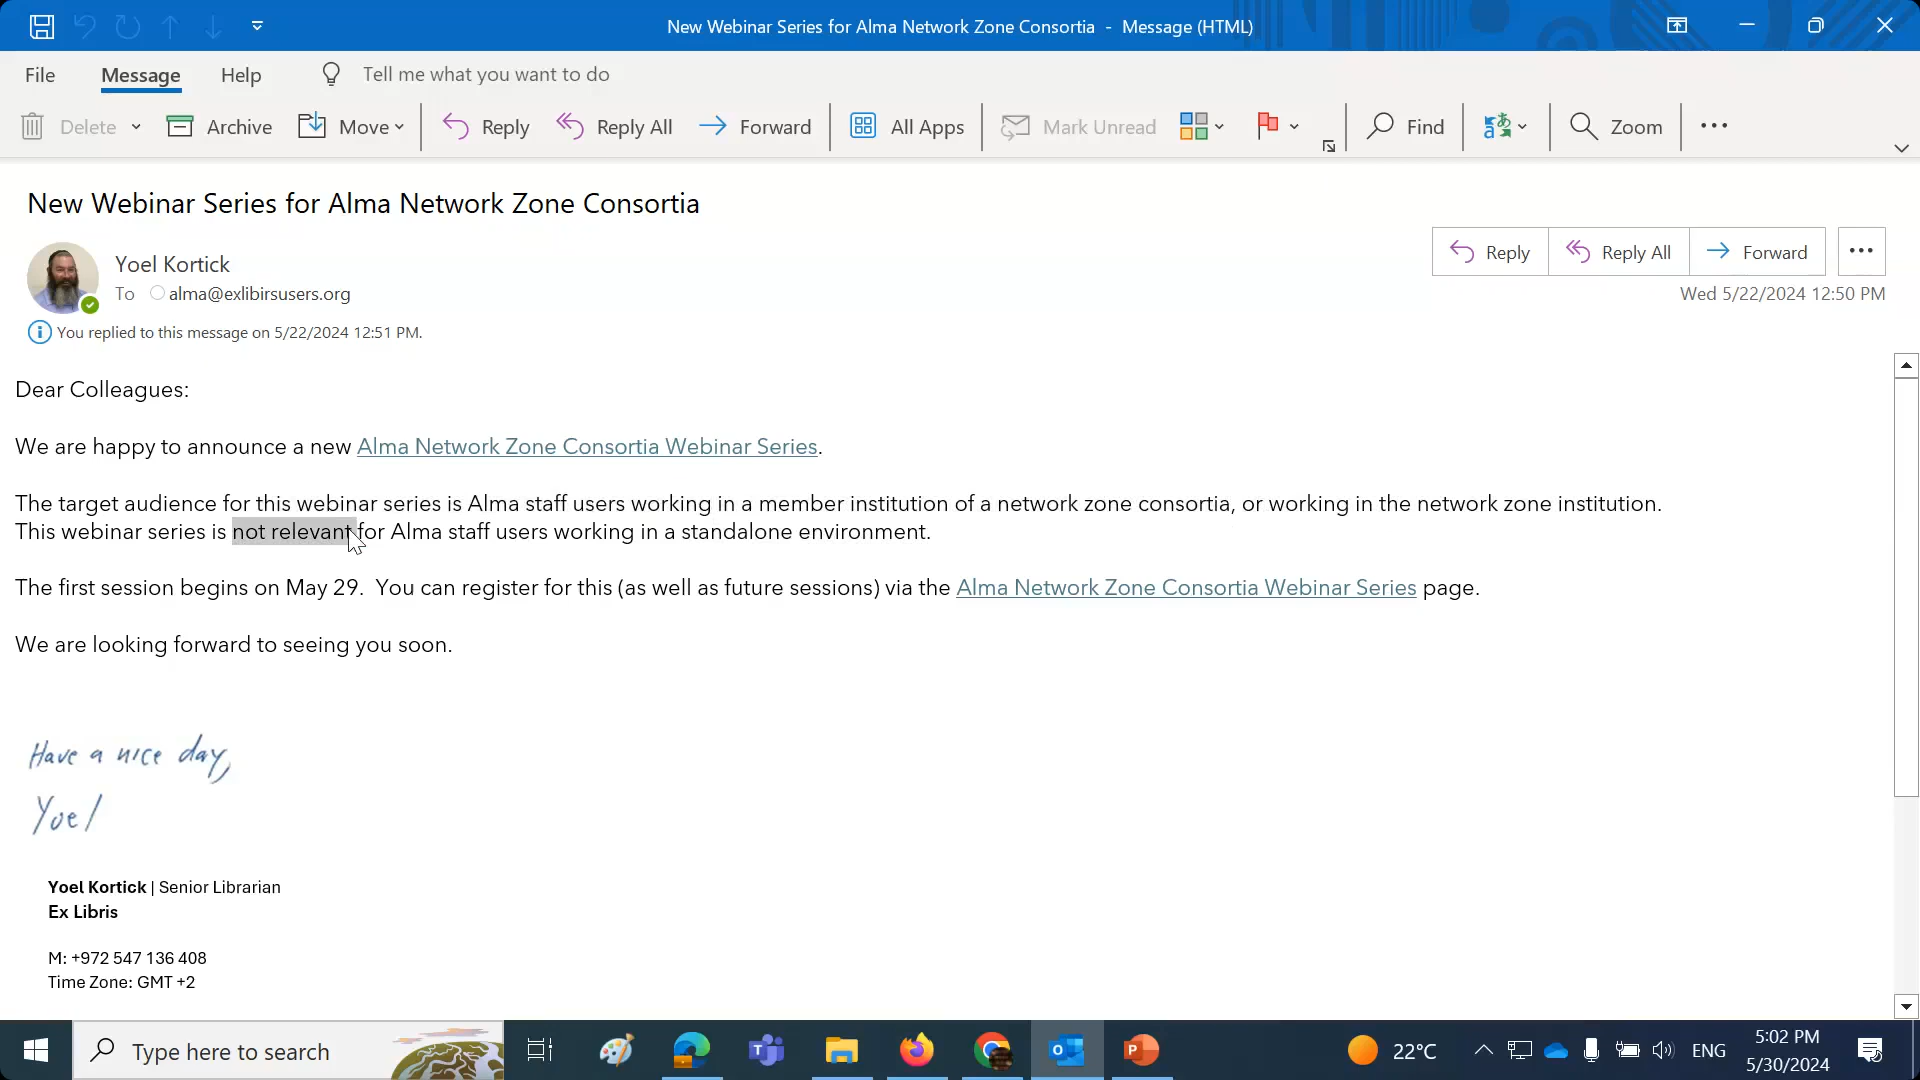 New Webinar Series for Alma Network Zone Consortia - Message (HTML)
File Message Help Tell me what you want to do
Delete Archive Move Reply Reply All Forward All Apps Mark Unread Find Zoom
New Webinar Series for Alma Network Zone Consortia
Yoel Kortick
Reply Reply All Forward
To alma@exlibirsusers.org
Wed 5/22/2024 12:50 PM
You replied to this message on 5/22/2024 12:51 PM.
Dear Colleagues:
We are happy to announce a new Alma Network Zone Consortia Webinar Series.
The target audience for this webinar series is Alma staff users working in a member institution of a network zone consortia, or working in the network zone institution.
This webinar series is not relevant for Alma staff users working in a standalone environment.
The first session begins on May 29.  You can register for this (as well as future sessions) via the Alma Network Zone Consortia Webinar Series page.
We are looking forward to seeing you soon.
Have a nice day,
Yoel
Yoel Kortick | Senior Librarian
Ex Libris
M: +972 547 136 408
Time Zone: GMT +2
Type here to search
22°C
ENG
5:02 PM
5/30/2024